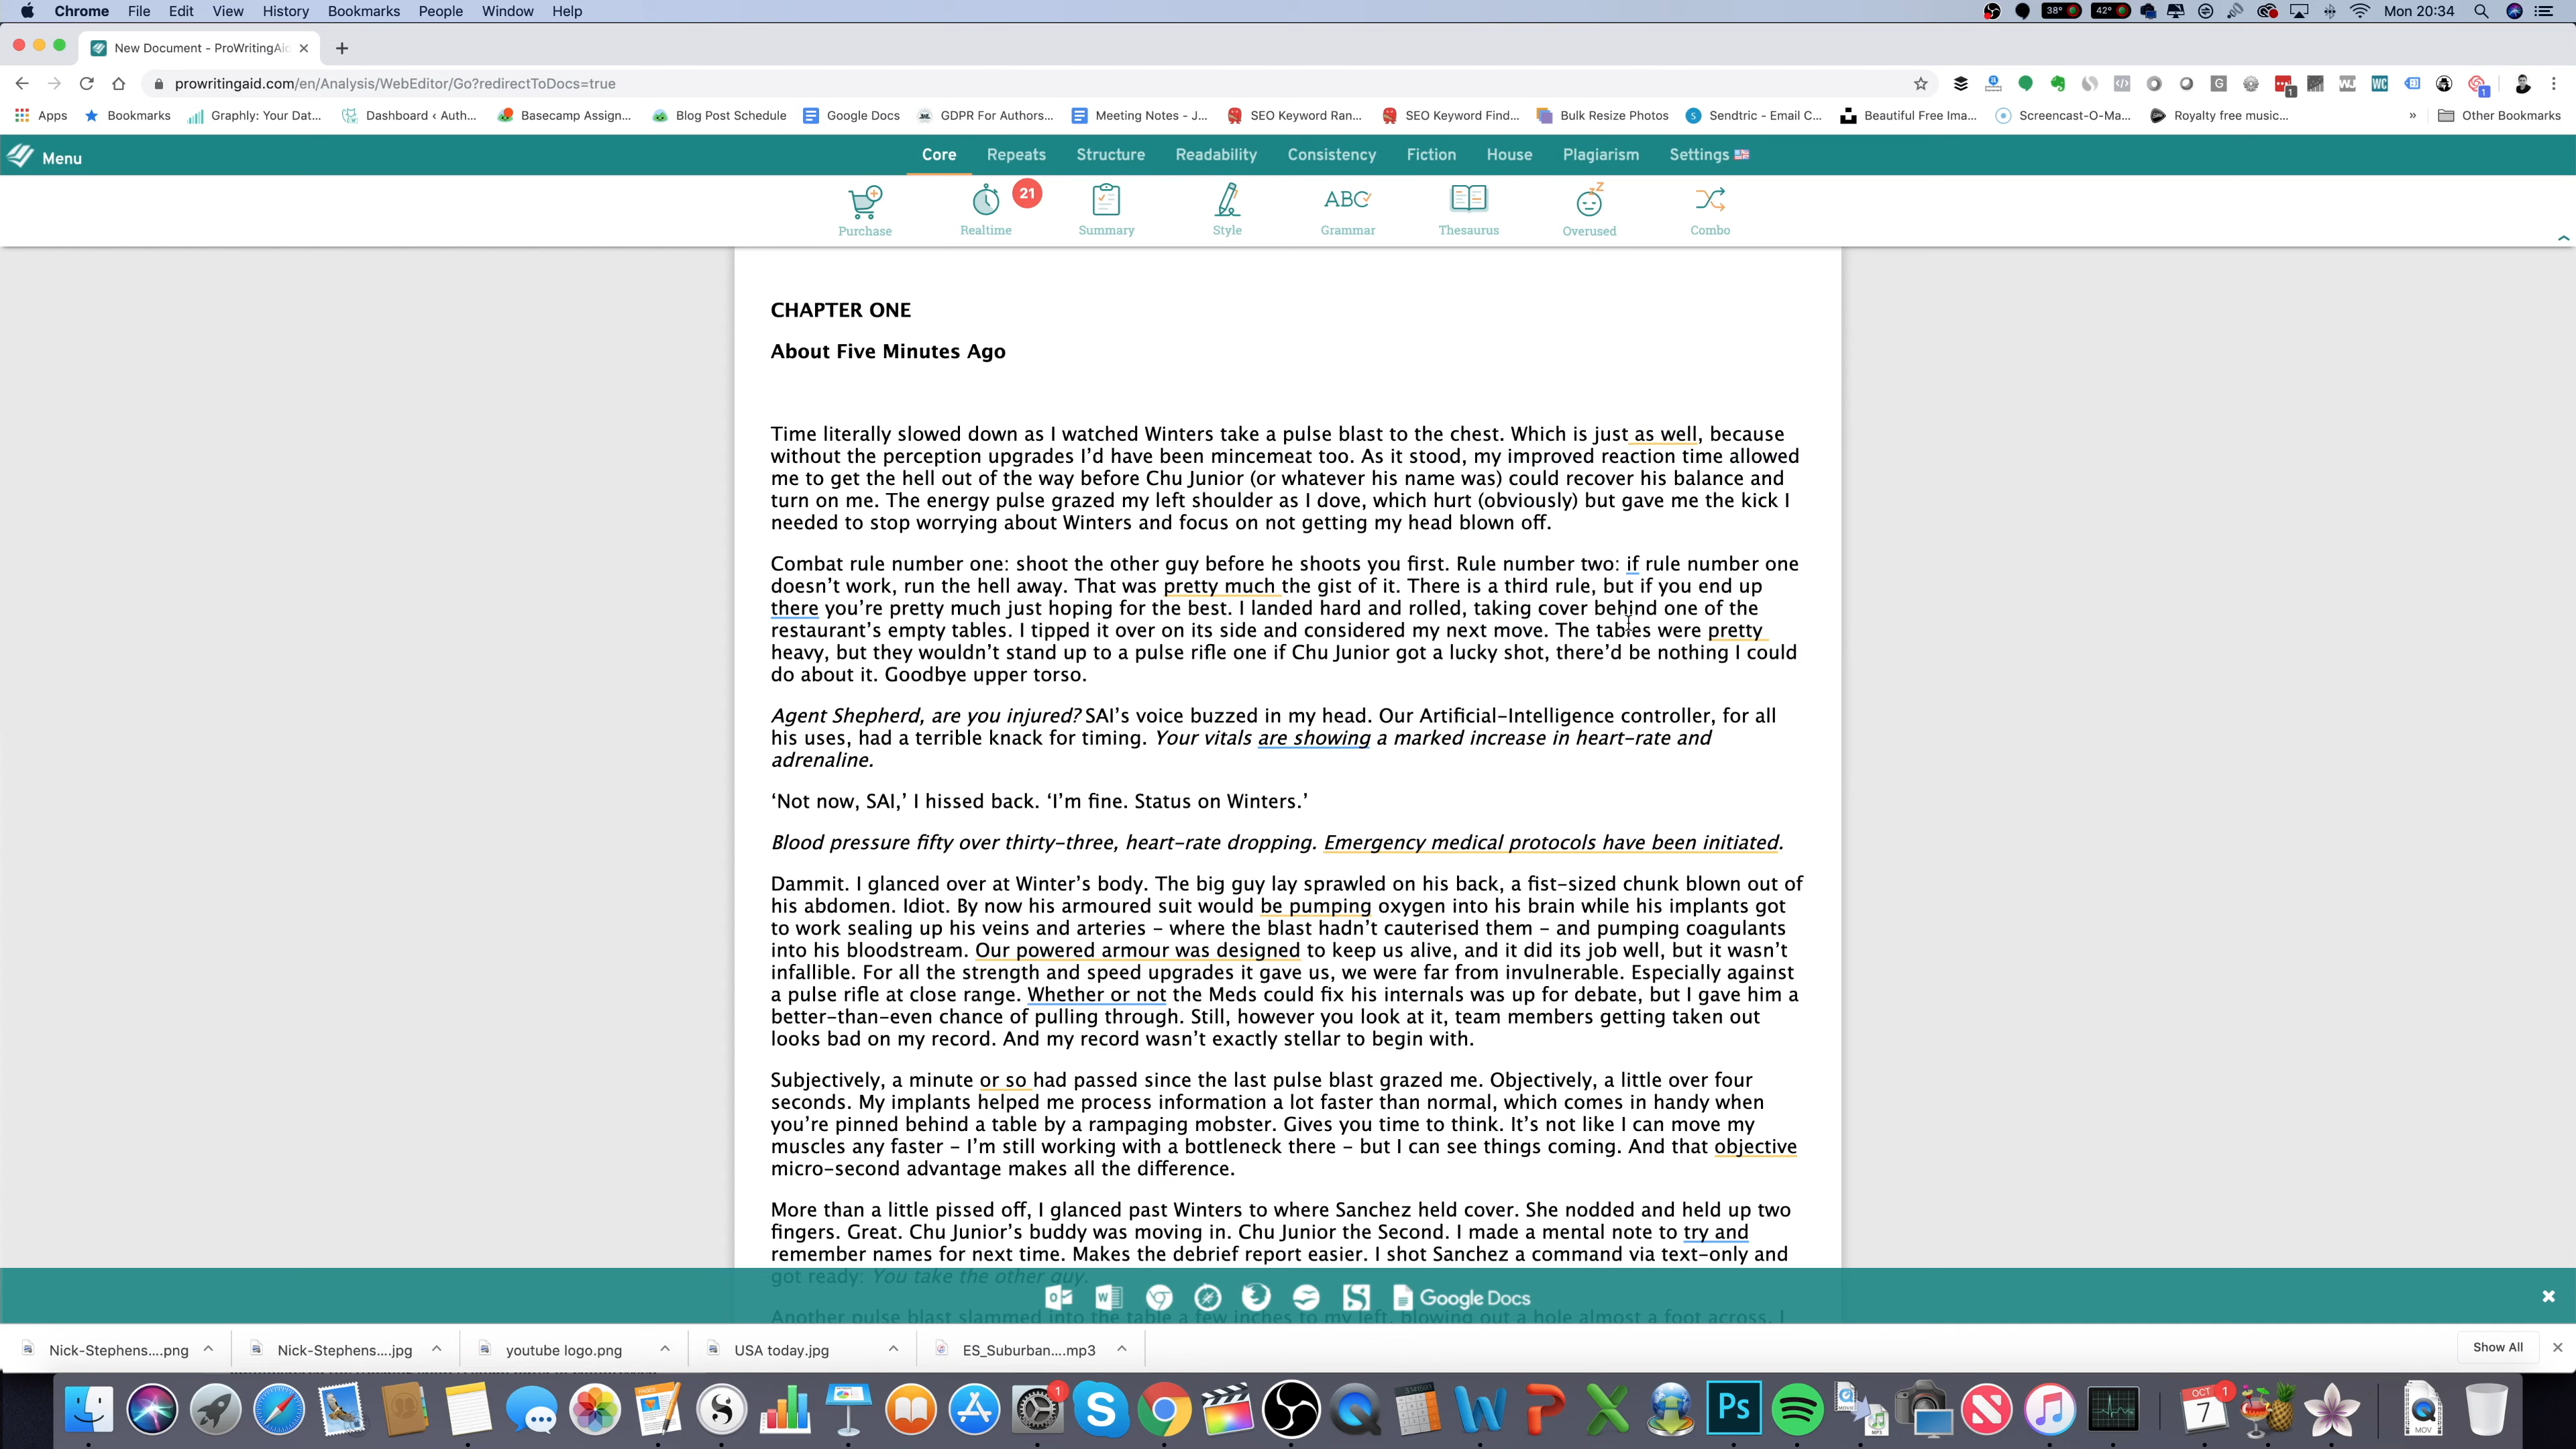 Chrome File Edit View History Bookmarks People Window Help 38° 42° Mon 20:34
New Document - ProWritingAid
prowritingaid.com/en/Analysis/WebEditor/Go?redirectToDocs=true
Apps Bookmarks Graphly: Your Dat... Dashboard ‹ Auth... Basecamp Assign... Blog Post Schedule Google Docs GDPR For Authors... Meeting Notes - J... SEO Keyword Ran... SEO Keyword Find... Bulk Resize Photos Sendtric - Email C... Beautiful Free Ima... Screencast-O-Ma... Royalty free music... » Other Bookmarks
Menu Core Repeats Structure Readability Consistency Fiction House Plagiarism Settings
21
ABC
Purchase Realtime Summary Style Grammar Thesaurus Overused Combo
CHAPTER ONE
About Five Minutes Ago
Time literally slowed down as I watched Winters take a pulse blast to the chest. Which is just as well, because
without the perception upgrades I’d have been mincemeat too. As it stood, my improved reaction time allowed
me to get the hell out of the way before Chu Junior (or whatever his name was) could recover his balance and
turn on me. The energy pulse grazed my left shoulder as I dove, which hurt (obviously) but gave me the kick I
needed to stop worrying about Winters and focus on not getting my head blown off.
Combat rule number one: shoot the other guy before he shoots you first. Rule number two: if rule number one
doesn’t work, run the hell away. That was pretty much the gist of it. There is a third rule, but if you end up
there you’re pretty much just hoping for the best. I landed hard and rolled, taking cover behind one of the
restaurant’s empty tables. I tipped it over on its side and considered my next move. The tables were pretty
heavy, but they wouldn’t stand up to a pulse rifle one if Chu Junior got a lucky shot, there’d be nothing I could
do about it. Goodbye upper torso.
Agent Shepherd, are you injured? SAI’s voice buzzed in my head. Our Artificial-Intelligence controller, for all
his uses, had a terrible knack for timing. Your vitals are showing a marked increase in heart-rate and
adrenaline.
‘Not now, SAI,’ I hissed back. ‘I’m fine. Status on Winters.’
Blood pressure fifty over thirty-three, heart-rate dropping. Emergency medical protocols have been initiated.
Dammit. I glanced over at Winter’s body. The big guy lay sprawled on his back, a fist-sized chunk blown out of
his abdomen. Idiot. By now his armoured suit would be pumping oxygen into his brain while his implants got
to work sealing up his veins and arteries – where the blast hadn’t cauterised them – and pumping coagulants
into his bloodstream. Our powered armour was designed to keep us alive, and it did its job well, but it wasn’t
infallible. For all the strength and speed upgrades it gave us, we were far from invulnerable. Especially against
a pulse rifle at close range. Whether or not the Meds could fix his internals was up for debate, but I gave him a
better-than-even chance of pulling through. Still, however you look at it, team members getting taken out
looks bad on my record. And my record wasn’t exactly stellar to begin with.
Subjectively, a minute or so had passed since the last pulse blast grazed me. Objectively, a little over four
seconds. My implants helped me process information a lot faster than normal, which comes in handy when
you’re pinned behind a table by a rampaging mobster. Gives you time to think. It’s not like I can move my
muscles any faster – I’m still working with a bottleneck there – but I can see things coming. And that objective
micro-second advantage makes all the difference.
More than a little pissed off, I glanced past Winters to where Sanchez held cover. She nodded and held up two
fingers. Great. Chu Junior’s buddy was moving in. Chu Junior the Second. I made a mental note to try and
remember names for next time. Makes the debrief report easier. I shot Sanchez a command via text-only and
got ready: You take the other guy.
Google Docs
Another pulse blast slammed into the table a few inches to my left, blowing out a hole almost a foot across. I
Nick-Stephens....png Nick-Stephens....jpg youtube logo.png USA today.jpg ES_Suburban....mp3 Show All
PAGES 1 Ps OCT 7 1 MOV